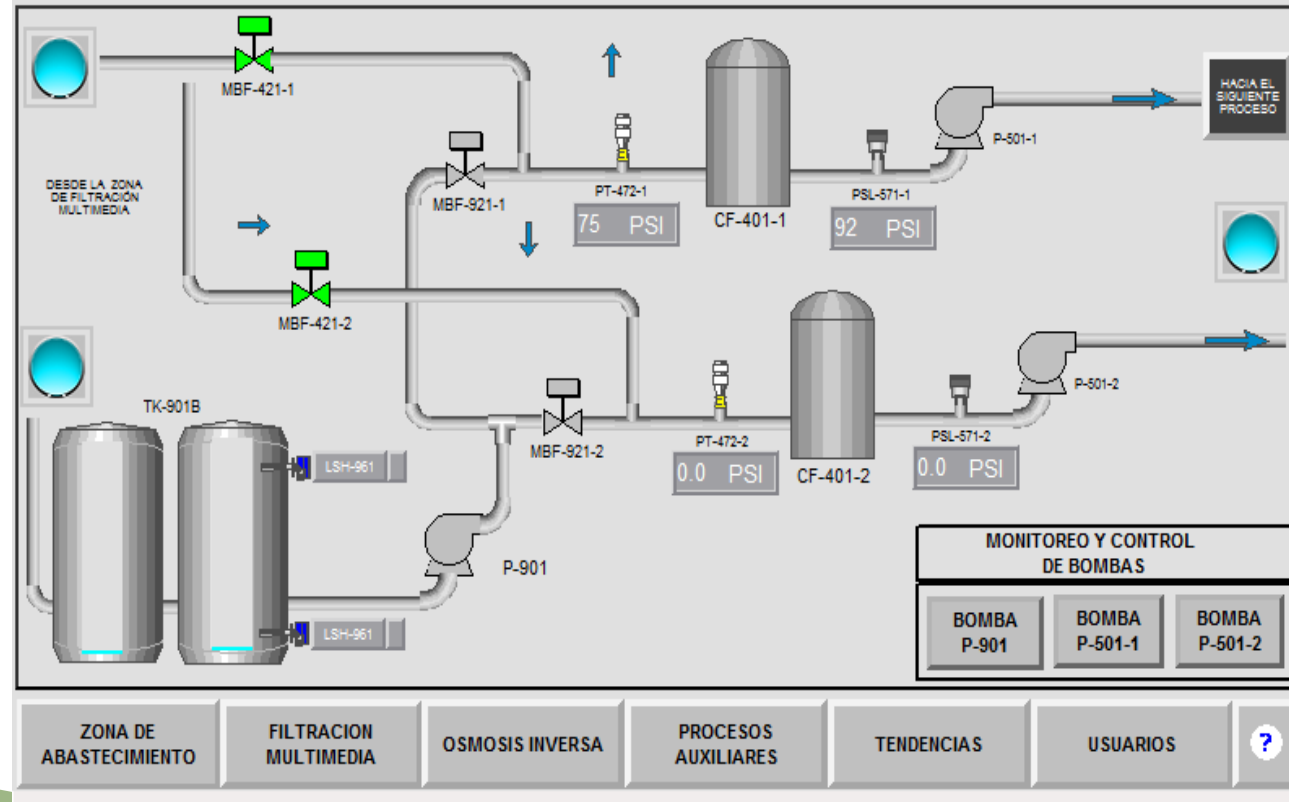 MBF-421-1
HACIA EL
SIGUIENTE
PROCESO
P-501-1
DESDE LA ZONA
DE FILTRACIÓN
MULTIMEDIA
MBF-921-1
PT-472-1
75 PSI
CF-401-1
PSL-571-1
92 PSI
MBF-421-2
P-501-2
TK-901B
MBF-921-2
PT-472-2
0.0 PSI
CF-401-2
PSL-571-2
0.0 PSI
LSH-961
P-901
LSH-961
MONITOREO Y CONTROL
DE BOMBAS
BOMBA
P-901
BOMBA
P-501-1
BOMBA
P-501-2
ZONA DE
ABASTECIMIENTO
FILTRACION
MULTIMEDIA
OSMOSIS INVERSA
PROCESOS
AUXILIARES
TENDENCIAS
USUARIOS
?